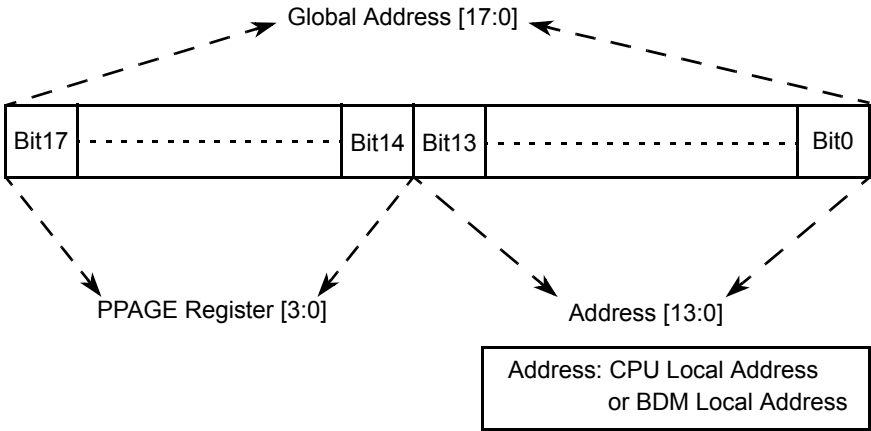 Global Address [17:0]
Bit17 Bit14 Bit13 Bit0
PPAGE Register [3:0]
Address [13:0]
Address: CPU Local Address
or BDM Local Address